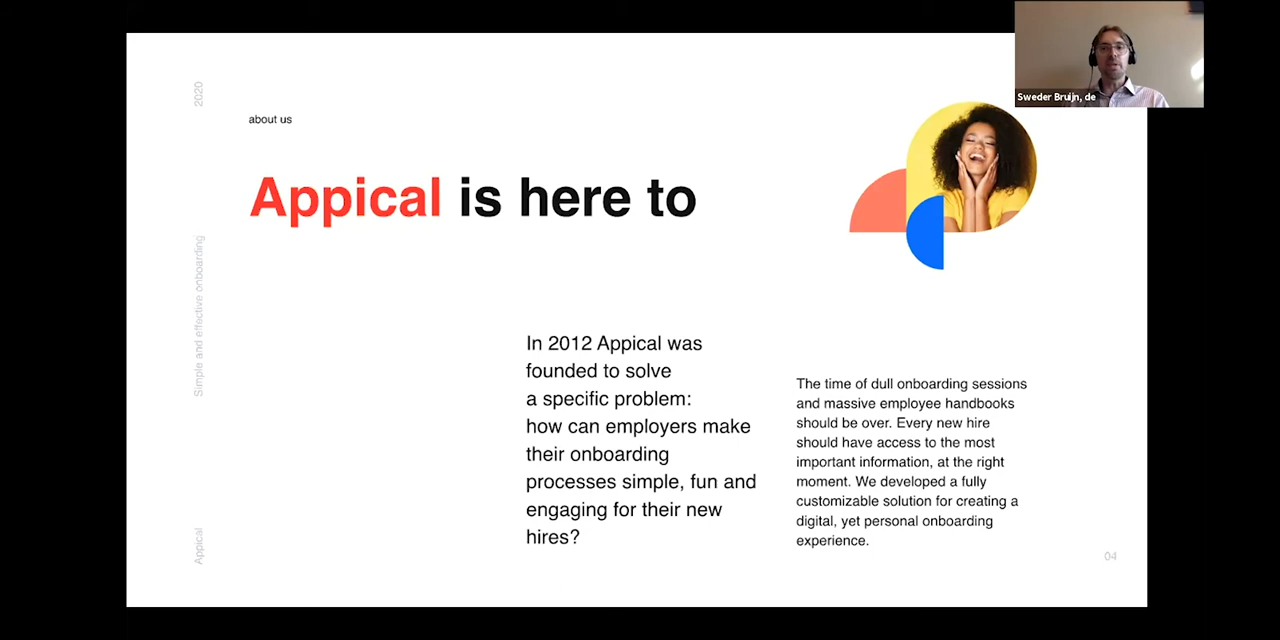 Sweder Bruijn, de
2020
about us
Appical is here to
Simple and effective onboarding
In 2012 Appical was
founded to solve
a specific problem:
how can employers make
their onboarding
processes simple, fun and
engaging for their new
hires?
The time of dull onboarding sessions
and massive employee handbooks
should be over. Every new hire
should have access to the most
important information, at the right
moment. We developed a fully
customizable solution for creating a
digital, yet personal onboarding
experience.
Appical
04